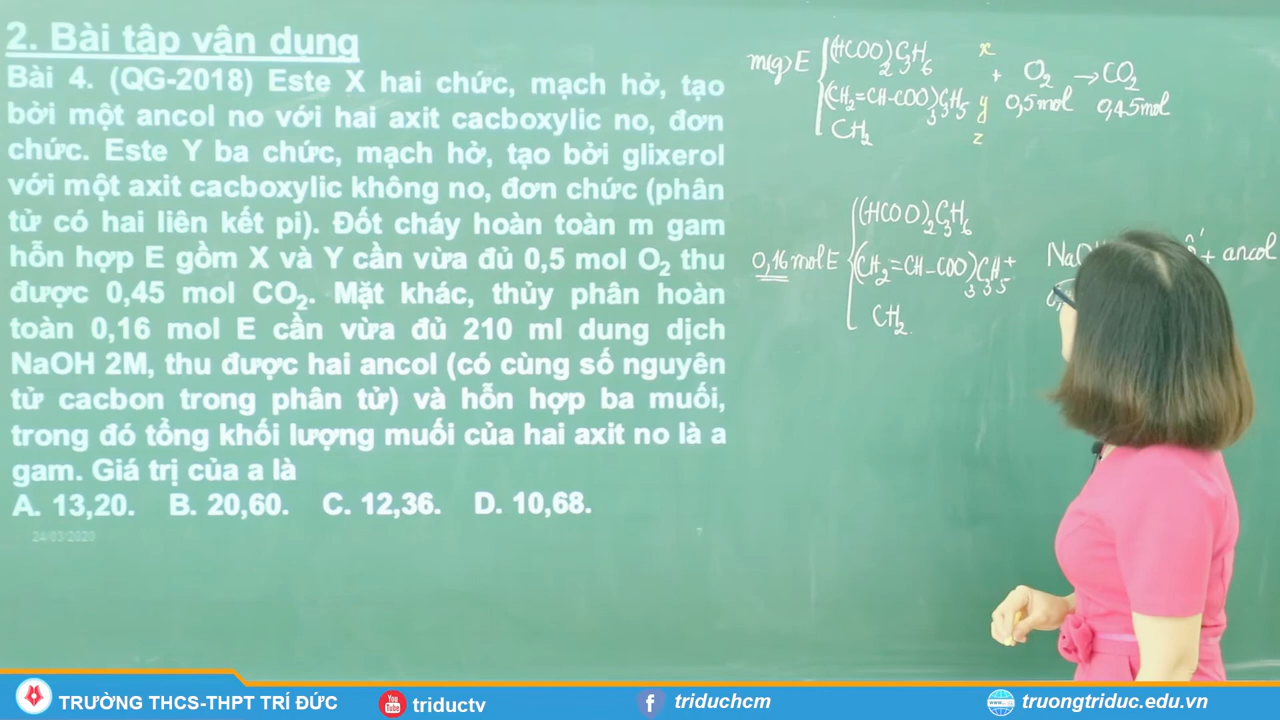 2. Bài tập vận dụng
Bài 4. (QG-2018) Este X hai chức, mạch hở, tạo
bởi một ancol no với hai axit cacboxylic no, đơn
chức. Este Y ba chức, mạch hở, tạo bởi glixerol
với một axit cacboxylic không no, đơn chức (phân
tử có hai liên kết pi). Đốt cháy hoàn toàn m gam
hỗn hợp E gồm X và Y cần vừa đủ 0,5 mol O₂ thu
được 0,45 mol CO₂. Mặt khác, thủy phân hoàn
toàn 0,16 mol E cần vừa đủ 210 ml dung dịch
NaOH 2M, thu được hai ancol (có cùng số nguyên
tử cacbon trong phân tử) và hỗn hợp ba muối,
trong đó tổng khối lượng muối của hai axit no là a
gam. Giá trị của a là
A. 13,20. B. 20,60. C. 12,36. D. 10,68.
24/03/2020
m(g) E
(HCOO)₂C₃H₆ x
(CH₂=CH-COO)₃C₃H₅ y
CH₂ z
+ O₂ → CO₂
0,5mol 0,45mol
0,16 mol E
(HCOO)₂C₃H₆
(CH₂=CH-COO)₃C₃H₅ +
CH₂
+ ancol
TRƯỜNG THCS-THPT TRÍ ĐỨC
You Tube
triductv
f
triduchcm
www.
truongtriduc.edu.vn